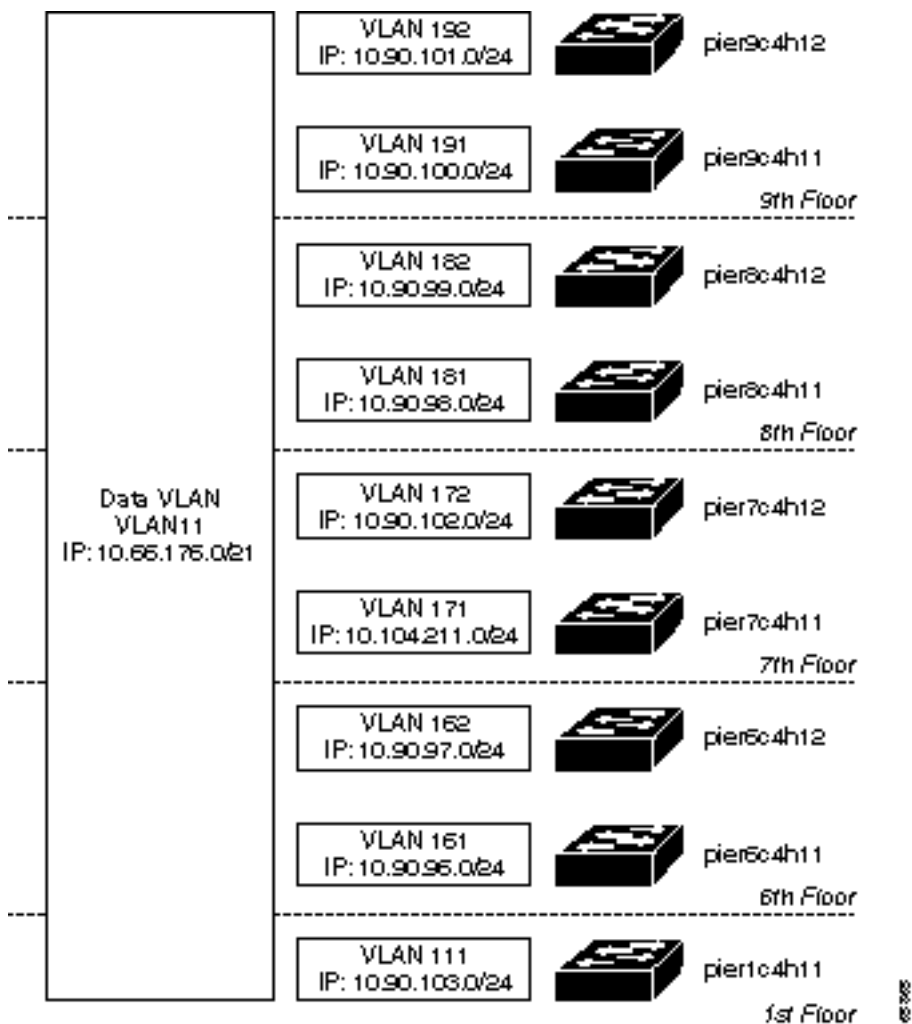 VLAN 192
IP: 10.90.101.0/24
pier9c4h12
VLAN 191
IP: 10.90.100.0/24
pier9c4h11
9th Floor
VLAN 182
IP: 10.90.99.0/24
pier8c4h12
VLAN 181
IP: 10.90.98.0/24
pier8c4h11
8th Floor
Data VLAN
VLAN11
IP: 10.66.176.0/21
VLAN 172
IP: 10.90.102.0/24
pier7c4h12
VLAN 171
IP: 10.104.211.0/24
pier7c4h11
7th Floor
VLAN 162
IP: 10.90.97.0/24
pier6c4h12
VLAN 161
IP: 10.90.96.0/24
pier6c4h11
6th Floor
VLAN 111
IP: 10.90.103.0/24
pier1c4h11
1st Floor